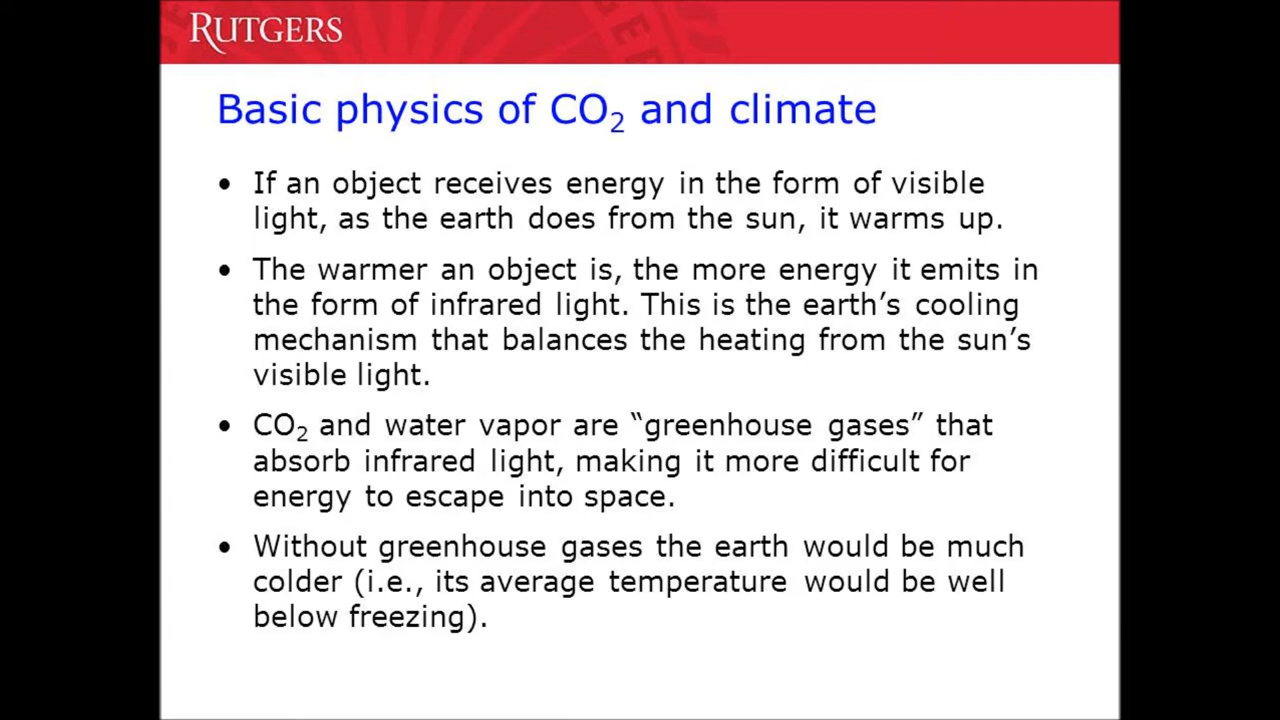 RUTGERS
Basic physics of CO₂ and climate
• If an object receives energy in the form of visible
light, as the earth does from the sun, it warms up.
• The warmer an object is, the more energy it emits in
the form of infrared light. This is the earth’s cooling
mechanism that balances the heating from the sun’s
visible light.
• CO₂ and water vapor are “greenhouse gases” that
absorb infrared light, making it more difficult for
energy to escape into space.
• Without greenhouse gases the earth would be much
colder (i.e., its average temperature would be well
below freezing).